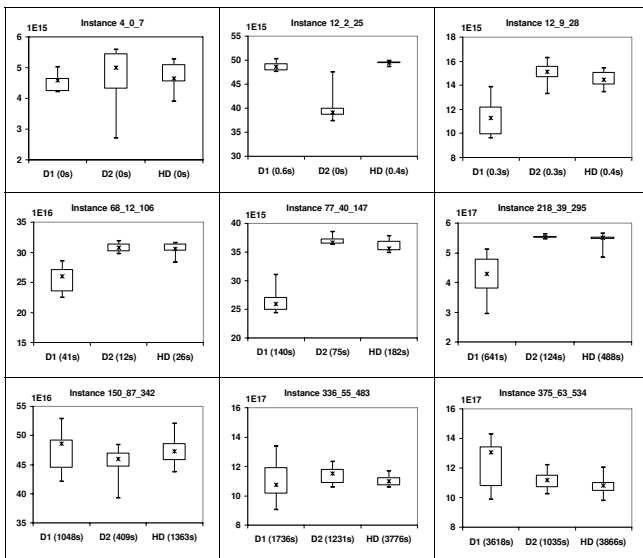 Instance 4_0_7
1E15
6
5
4
3
2
D1 (0s) D2 (0s) HD (0s)
Instance 12_2_25
1E15
55
50
45
40
35
30
D1 (0.6s) D2 (0s) HD (0.4s)
Instance 12_9_28
1E15
18
16
14
12
10
8
D1 (0.3s) D2 (0.3s) HD (0.4s)
Instance 68_12_106
1E16
35
30
25
20
15
D1 (41s) D2 (12s) HD (26s)
Instance 77_40_147
1E15
40
35
30
25
20
15
D1 (140s) D2 (75s) HD (182s)
Instance 218_39_295
1E17
6
5
4
3
2
D1 (641s) D2 (124s) HD (488s)
Instance 150_87_342
1E16
55
50
45
40
35
D1 (1048s) D2 (409s) HD (1363s)
Instance 336_55_483
1E17
16
14
12
10
8
D1 (1736s) D2 (1231s) HD (3776s)
Instance 375_63_534
1E17
16
14
12
10
8
D1 (3618s) D2 (1035s) HD (3866s)